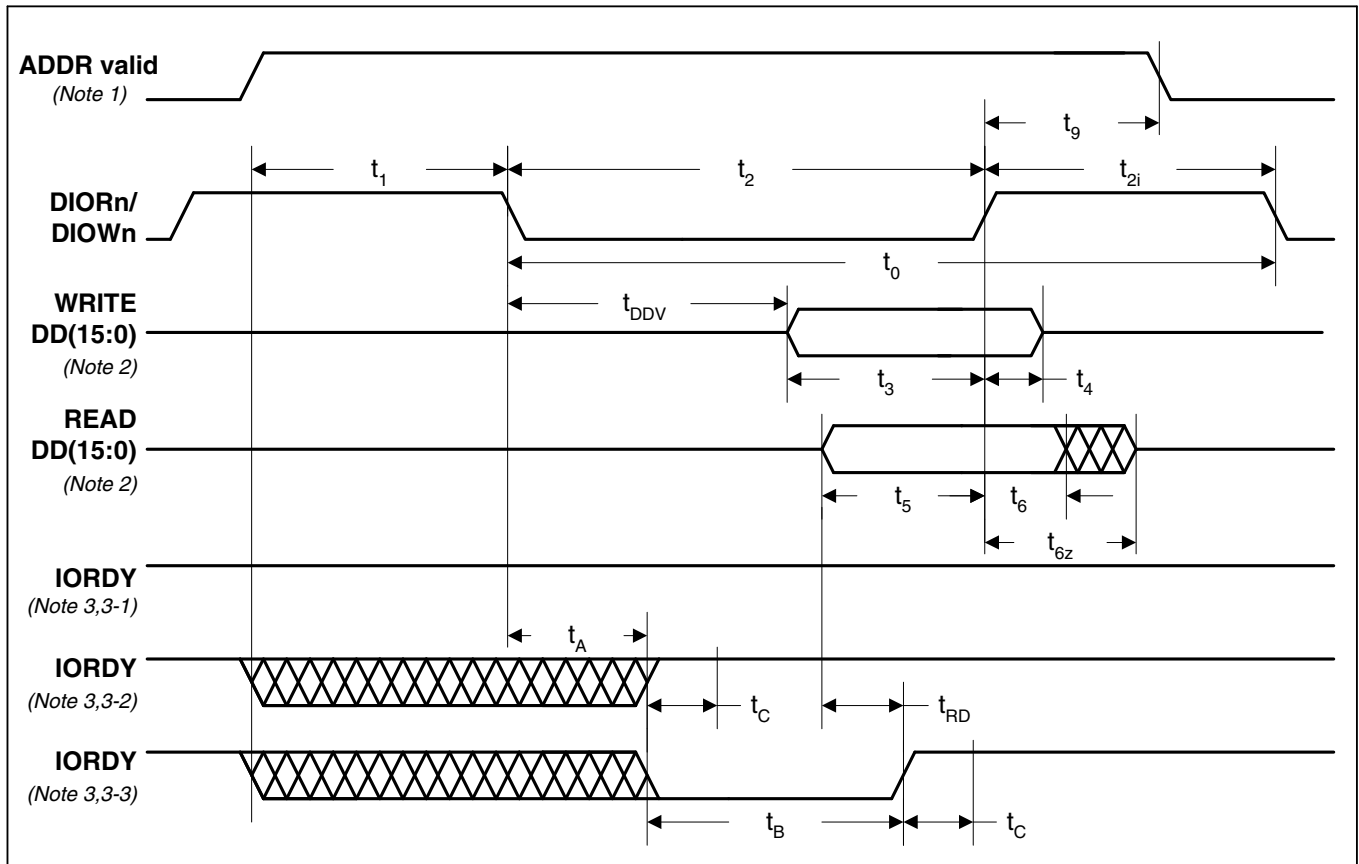 ADDR valid
(Note 1)
t9
t1
t2
t2i
DIORn/
DIOWn
t0
WRITE
DD(15:0)
(Note 2)
tDDV
t3
t4
READ
DD(15:0)
(Note 2)
t5
t6
t6z
IORDY
(Note 3,3-1)
tA
IORDY
(Note 3,3-2)
tC
tRD
IORDY
(Note 3,3-3)
tB
tC